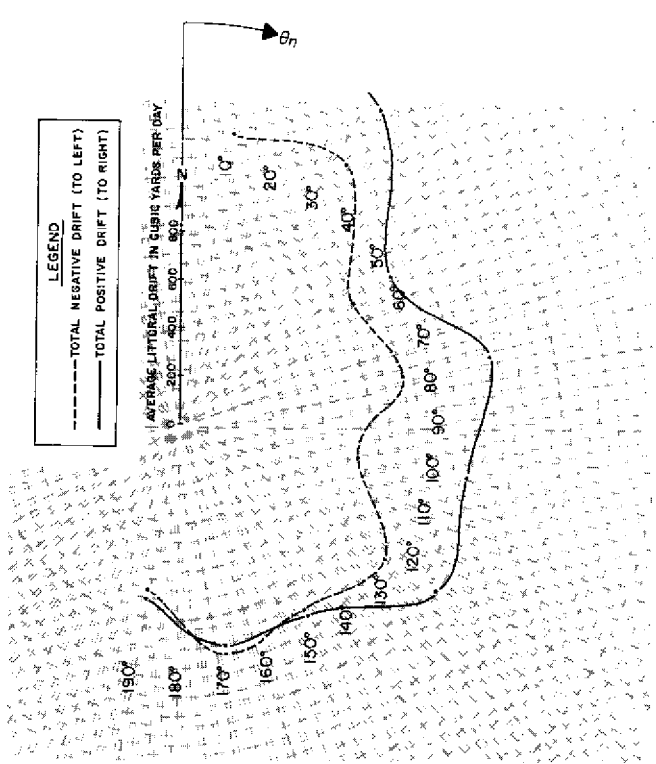 LEGEND
TOTAL NEGATIVE DRIFT (TO LEFT)
TOTAL POSITIVE DRIFT (TO RIGHT)
AVERAGE LITTORAL DRIFT IN CUBIC YARDS PER DAY
0 200 400 600 800
N
θn
0°
20°
30°
40°
50°
60°
70°
80°
90°
100°
110°
120°
130°
140°
150°
160°
170°
180°
190°